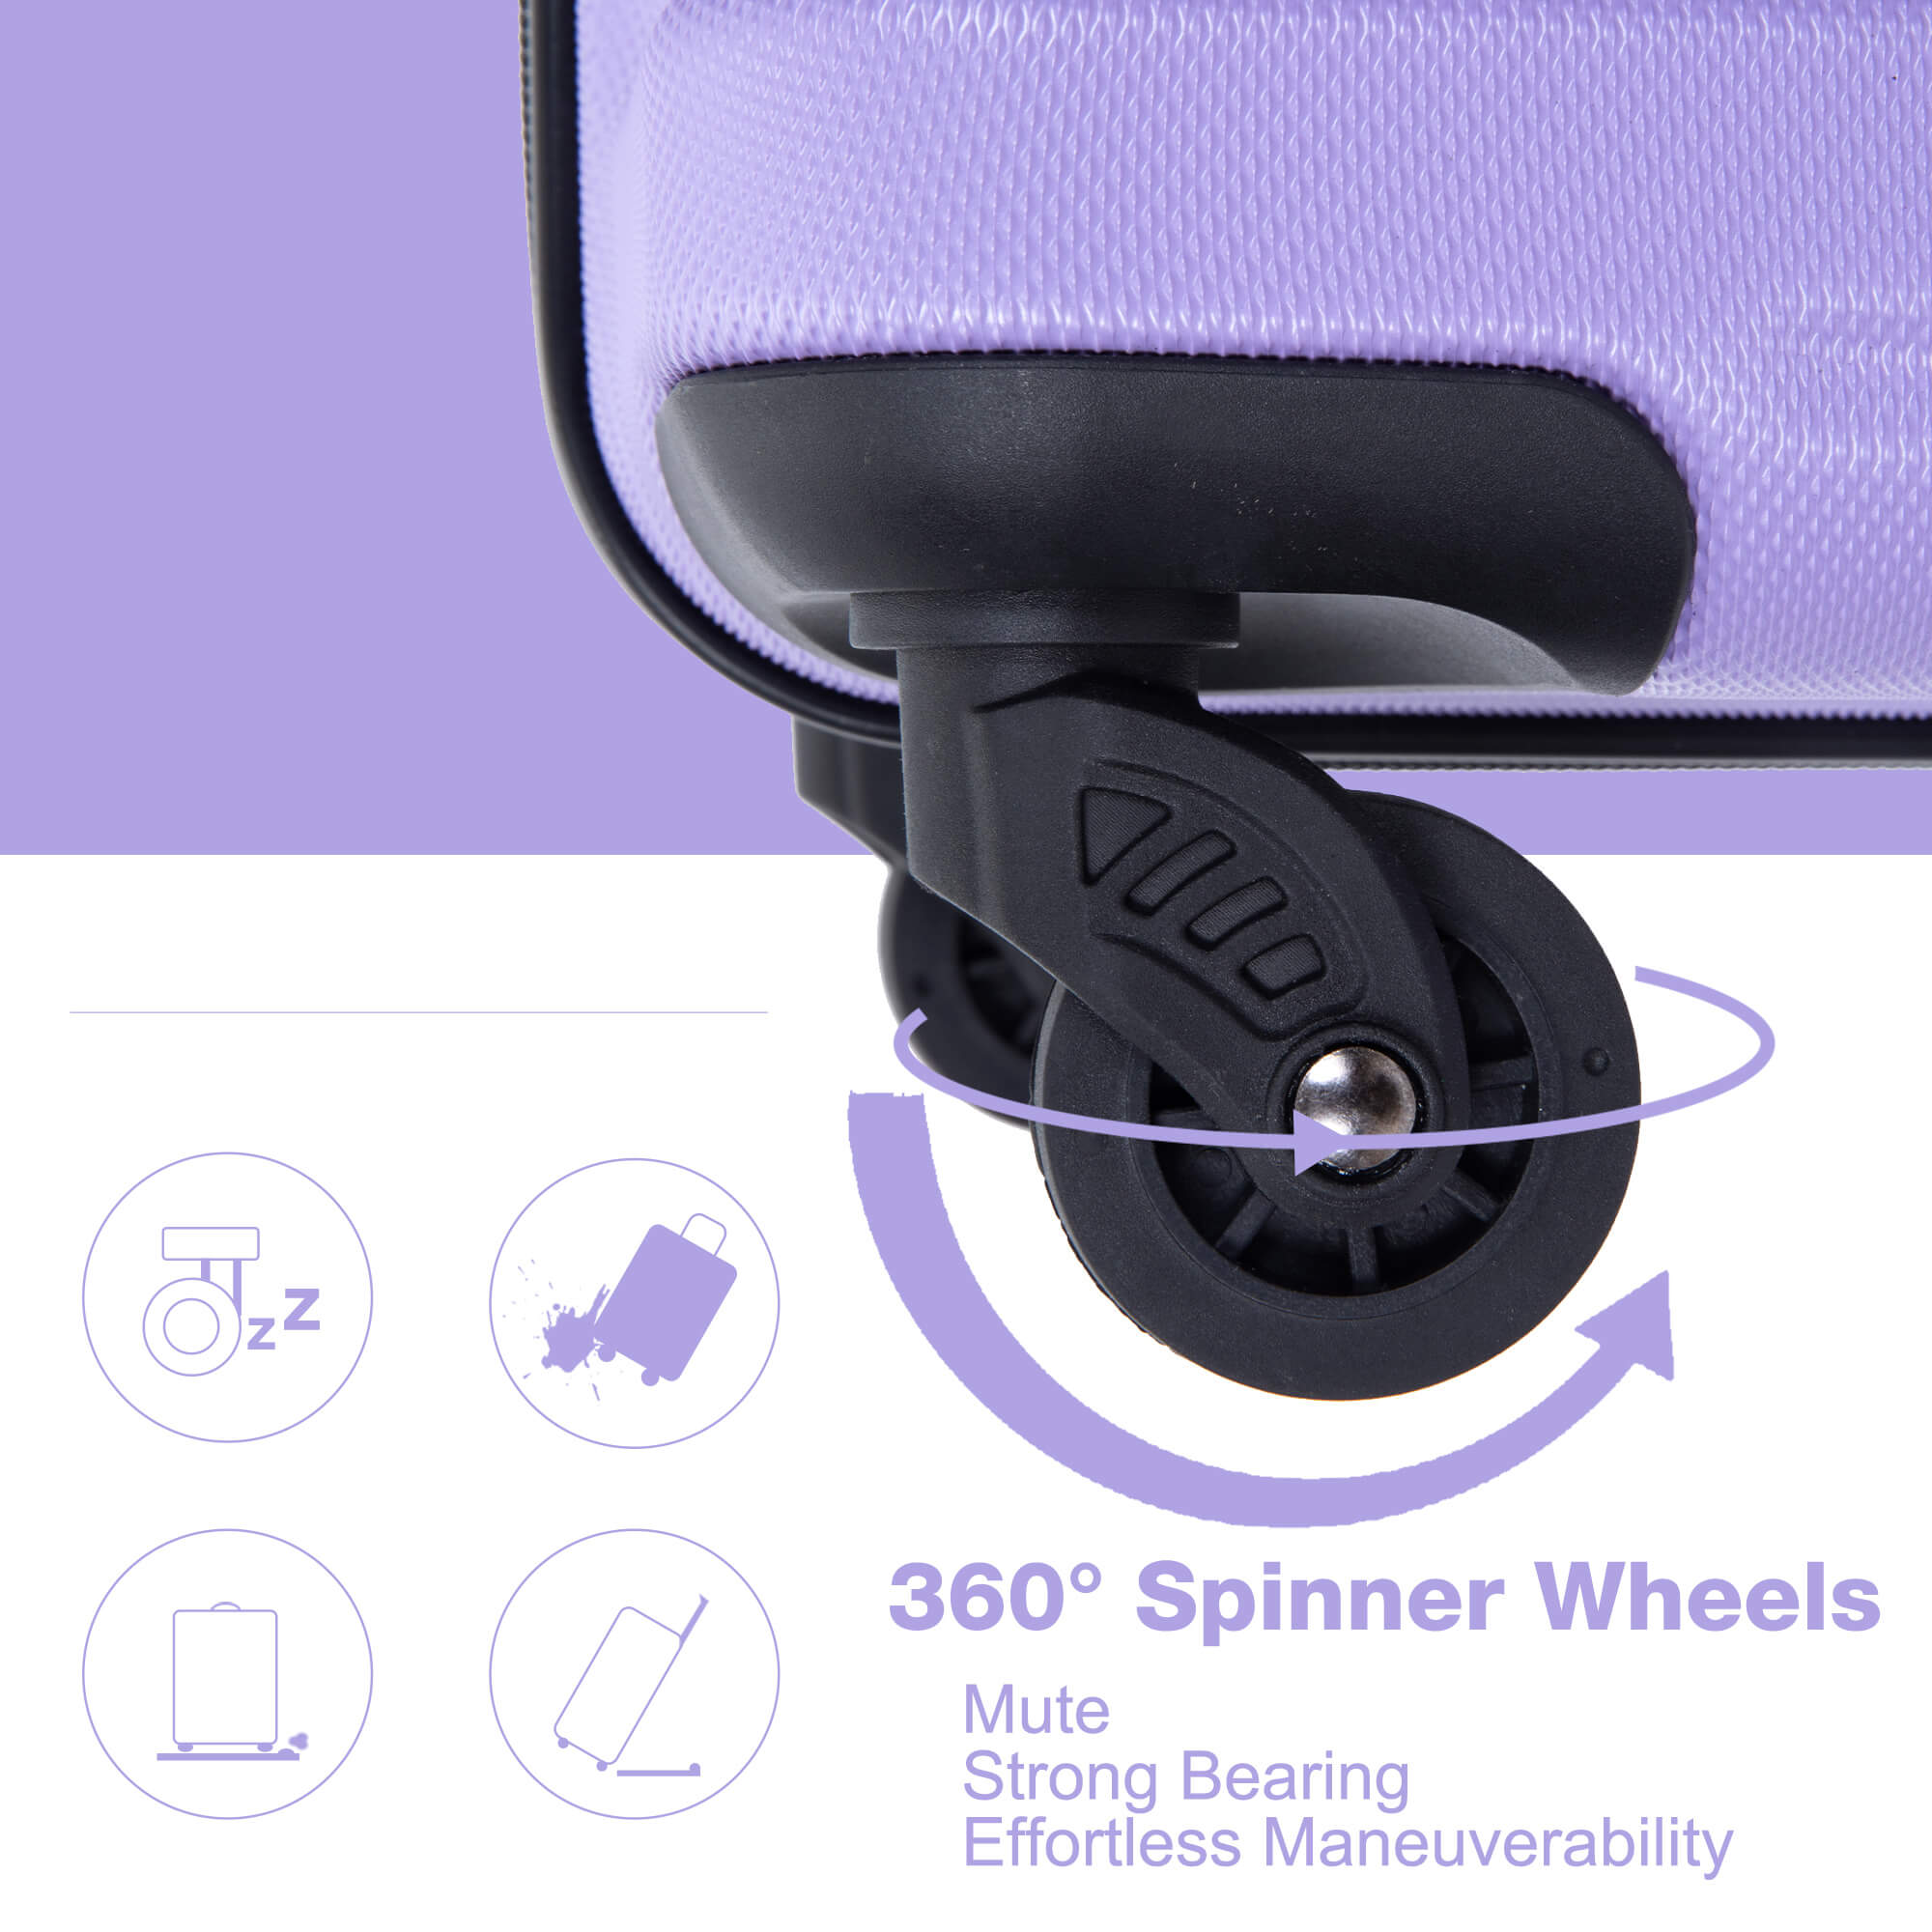 z Z
360° Spinner Wheels
Mute
Strong Bearing
Effortless Maneuverability